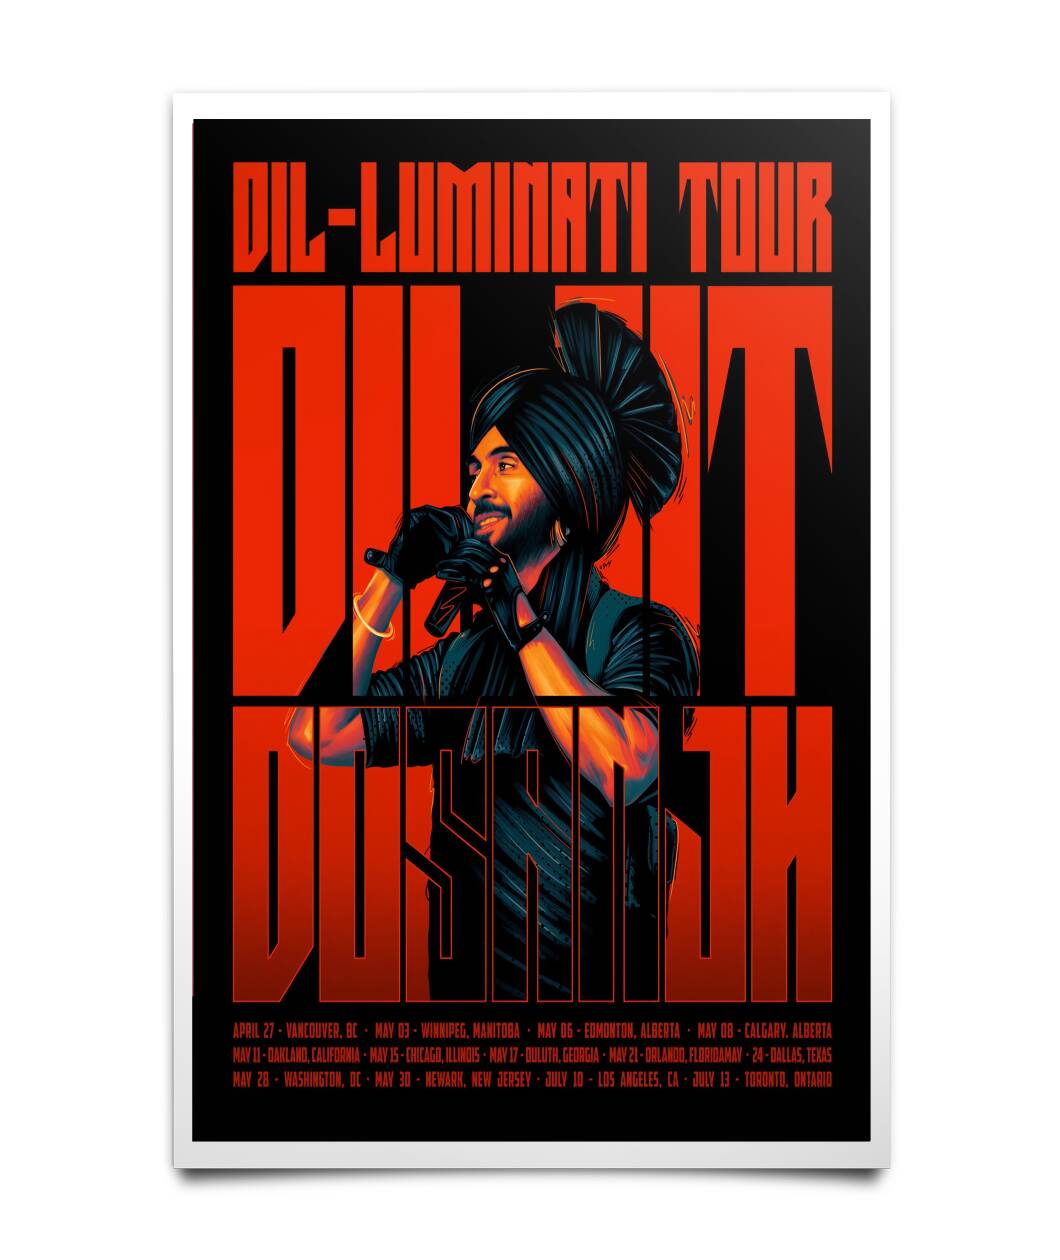 DIL-LUMINATI TOUR
DILJIT
DOSANJH
APRIL 27 - VANCOUVER, BC · MAY 03 - WINNIPEG, MANITOBA · MAY 06 - EDMONTON, ALBERTA · MAY 08 - CALGARY, ALBERTA
MAY 11 - OAKLAND, CALIFORNIA · MAY 15 - CHICAGO, ILLINOIS · MAY 17 - DULUTH, GEORGIA · MAY 21 - ORLANDO, FLORIDAMAY · 24 - DALLAS, TEXAS
MAY 28 - WASHINGTON, DC · MAY 30 - NEWARK, NEW JERSEY · JULY 10 - LOS ANGELES, CA · JULY 13 - TORONTO, ONTARIO